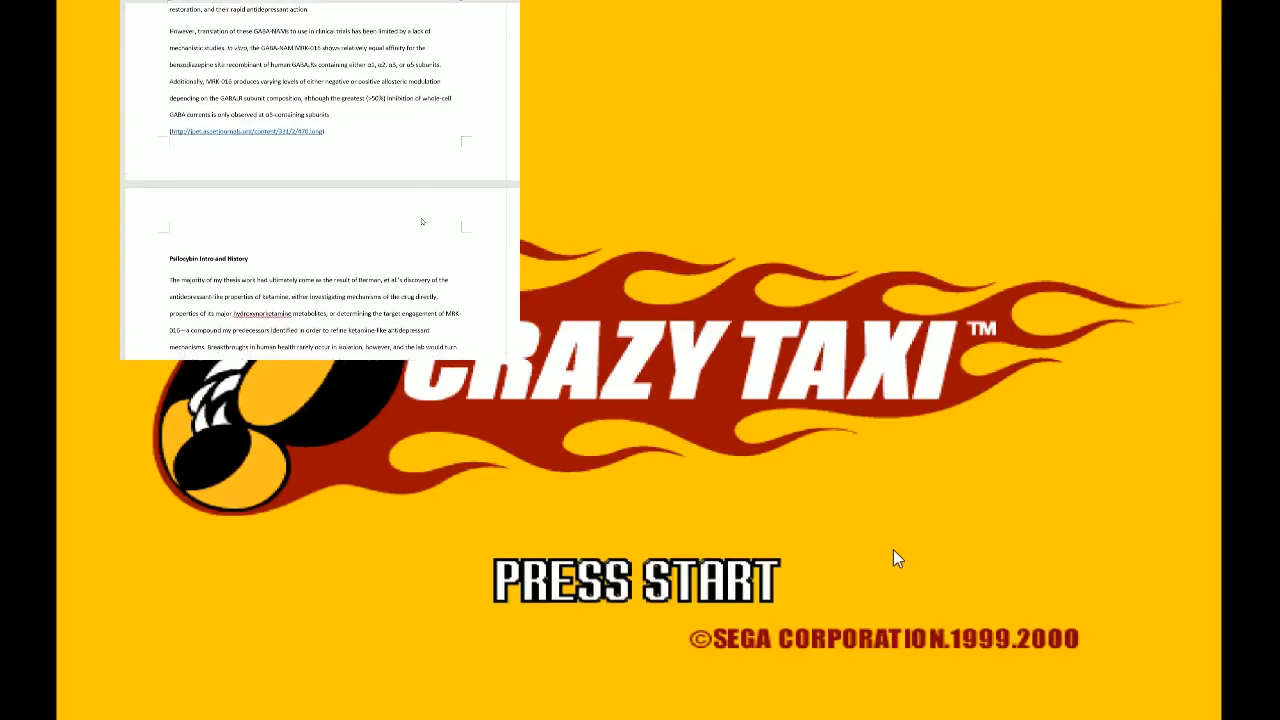 restoration, and their rapid antidepressant action.
However, translation of these GABA-NAMs to use in clinical trials has been limited by a lack of
mechanistic studies. In vitro, the GABA-NAM MRK-016 shows relatively equal affinity for the
benzodiazepine site recombinant of human GABAARs containing either α1, α2, α3, or α5 subunits.
Additionally, MRK-016 produces varying levels of either negative or positive allosteric modulation
depending on the GABAAR subunit composition, although the greatest (>50%) inhibition of whole-cell
GABA currents is only observed at α5-containing subunits
(http://jpet.aspetjournals.org/content/331/2/470.long).
Psilocybin Intro and History
The majority of my thesis work had ultimately come as the result of Berman, et al.'s discovery of the
antidepressant-like properties of ketamine, either investigating mechanisms of the drug directly,
properties of its major hydroxynorketamine metabolites, or determining the target engagement of MRK-
016—a compound my predecessors identified in order to refine ketamine-like antidepressant
mechanisms. Breakthroughs in human health rarely occur in isolation, however, and the lab would turn
CRAZY TAXI™
PRESS START
©SEGA CORPORATION.1999.2000